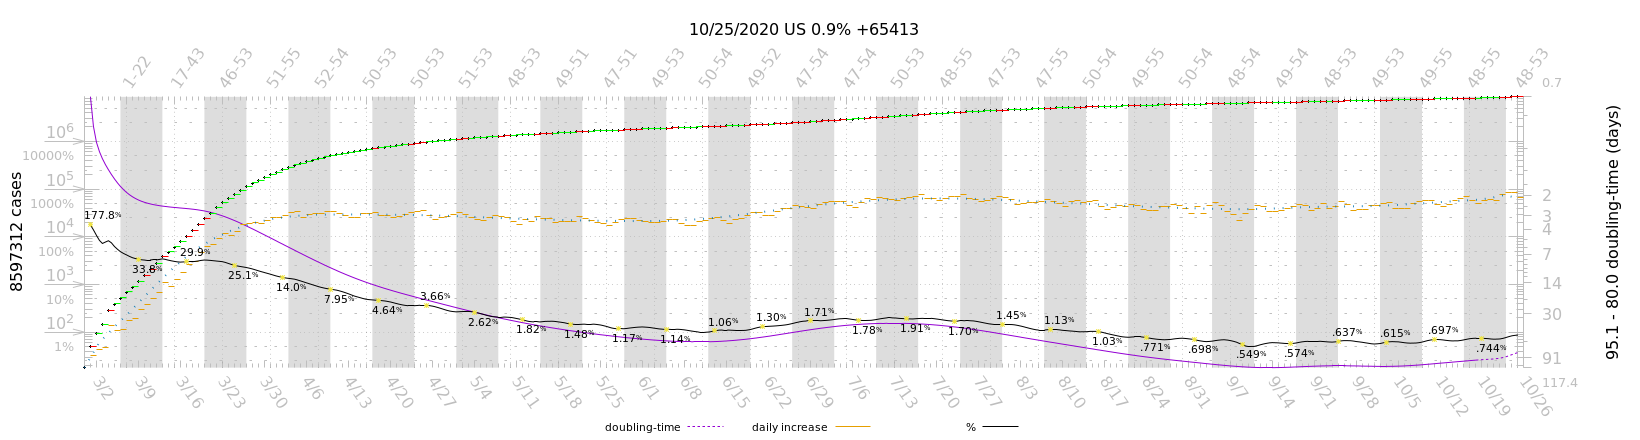 10/25/2020 US 0.9% +65413
1-22 17-43 46-53 51-55 52-54 50-53 50-53 51-53 48-53 49-51 47-51 49-53 50-54 49-52 47-54 47-54 50-53 48-55 47-53 47-55 50-54 49-55 50-54 48-54 49-54 48-53 49-53 49-55 48-55 48-53
0.7
10⁶
10000%
10⁵
1000%
2
177.8%
3
10⁴
4
100%
33.8% 29.9%
7
25.1%
10³
14.0%
14
10%
7.95% 4.64% 3.66%
30
10²
2.62% 1.82% 1.48% 1.17% 1.14% 1.06% 1.30% 1.71% 1.78% 1.91% 1.70% 1.45% 1.13% 1.03% .771% .698% .549% .574% .637% .615% .697% .744%
1%
91
117.4
3/2 3/9 3/16 3/23 3/30 4/6 4/13 4/20 4/27 5/4 5/11 5/18 5/25 6/1 6/8 6/15 6/22 6/29 7/6 7/13 7/20 7/27 8/3 8/10 8/17 8/24 8/31 9/7 9/14 9/21 9/28 10/5 10/12 10/19 10/26
8597312 cases
95.1 - 80.0 doubling-time (days)
doubling-time daily increase %